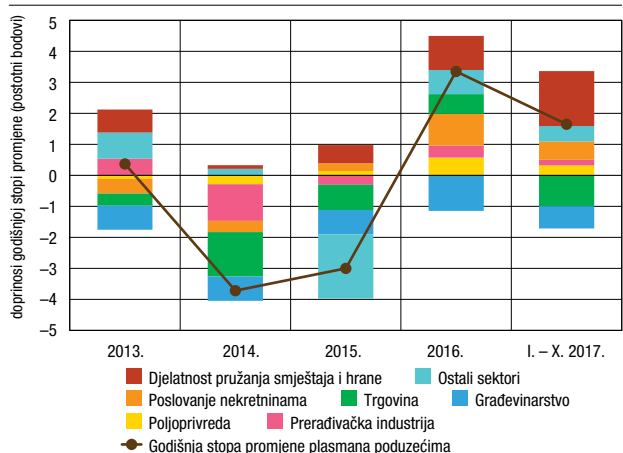 doprinosi godišnjoj stopi promjene (postotni bodovi)
5
4
3
2
1
0
–1
–2
–3
–4
–5
2013. 2014. 2015. 2016. I. – X. 2017.
Djelatnost pružanja smještaja i hrane Ostali sektori
Poslovanje nekretninama Trgovina Građevinarstvo
Poljoprivreda Prerađivačka industrija
Godišnja stopa promjene plasmana poduzećima